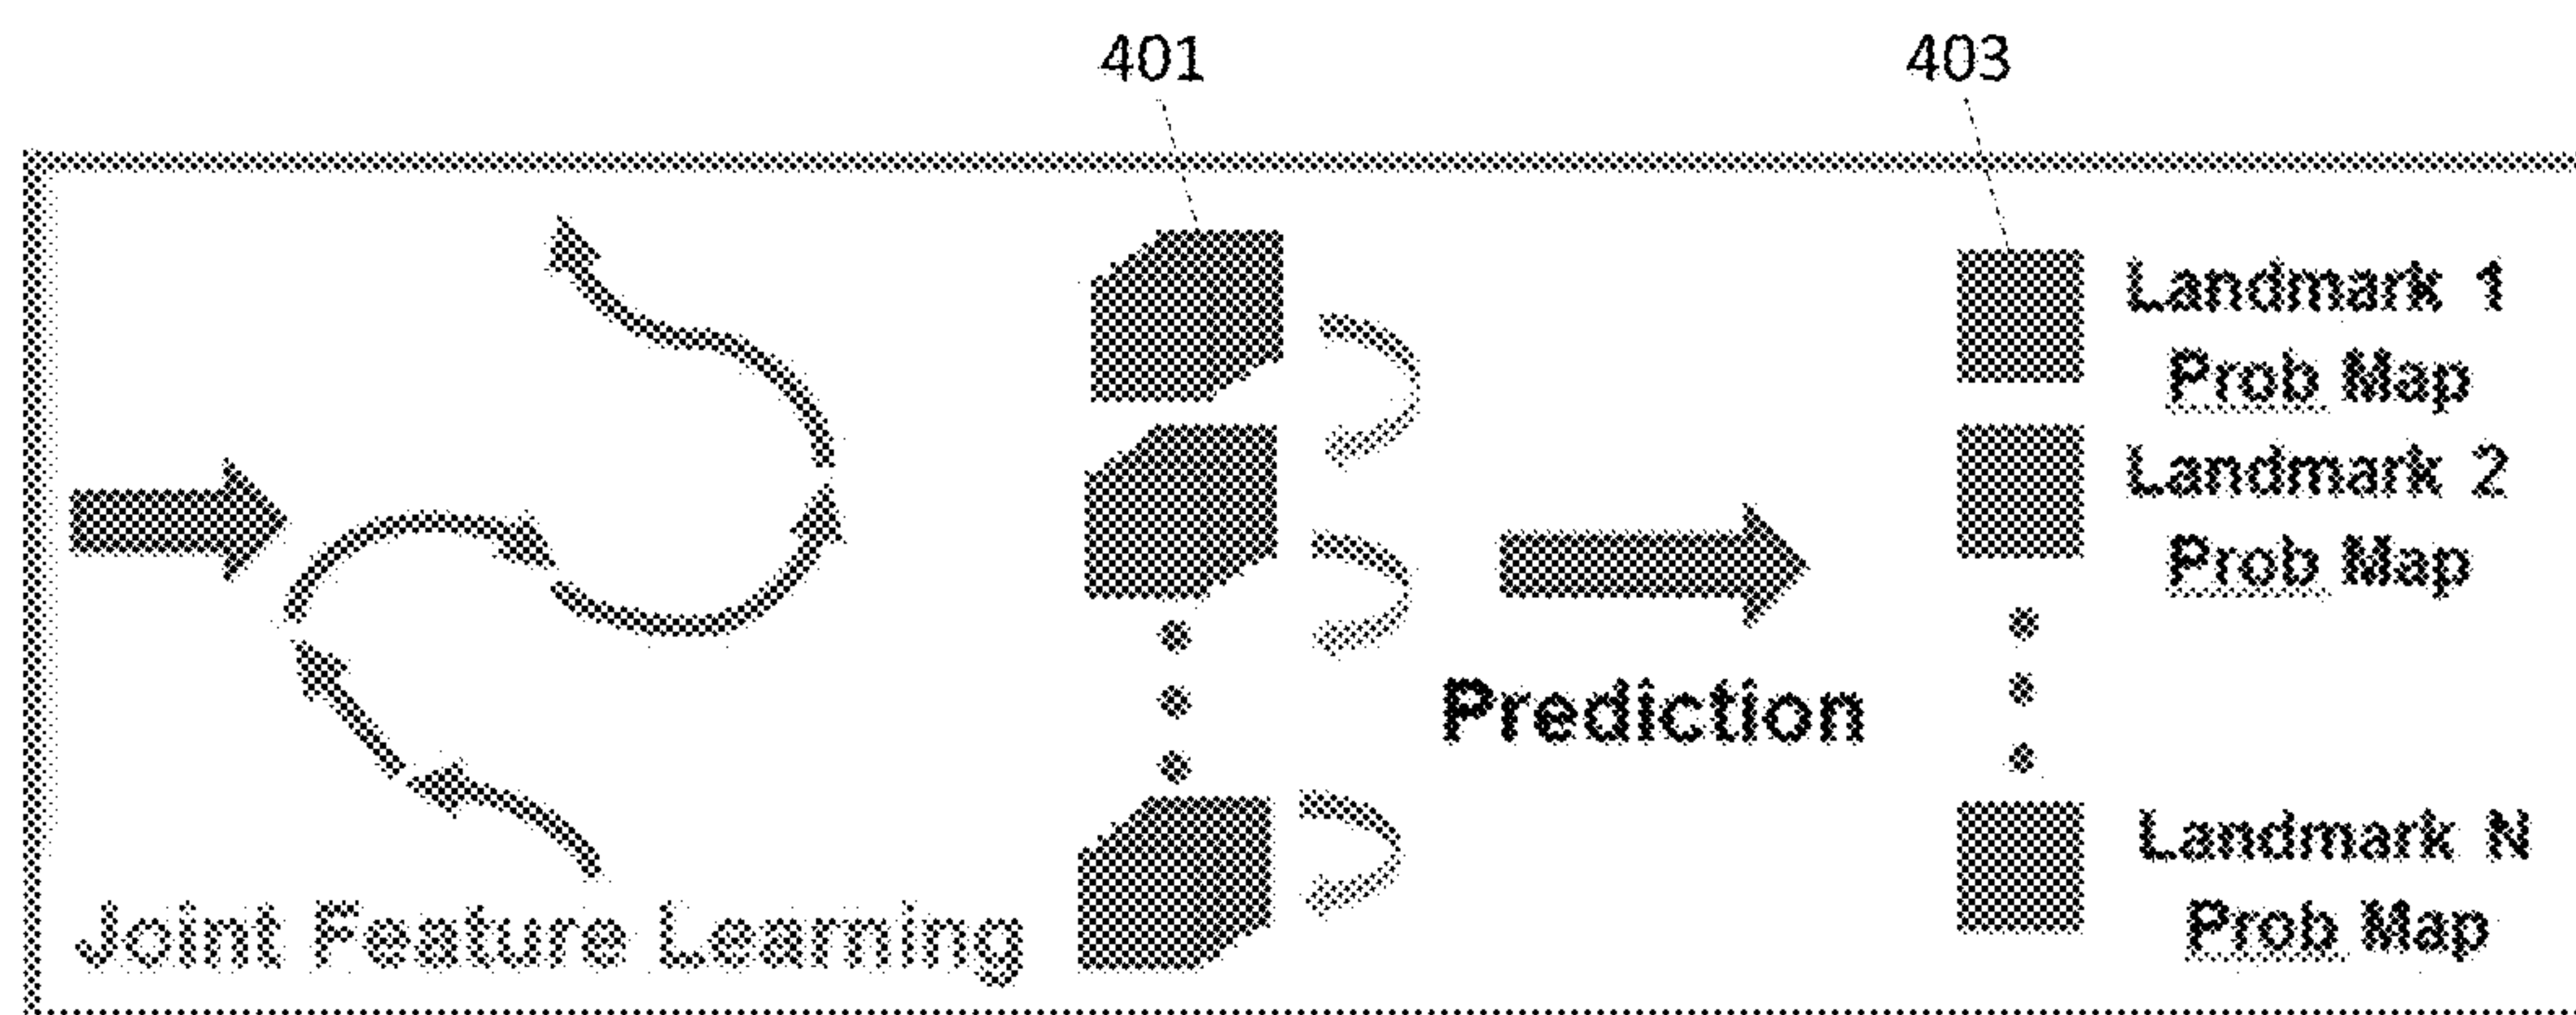 401
403
Landmark 1
Prob Map
Landmark 2
Prob Map
Prediction
Landmark N
Prob Map
Joint Feature Learning